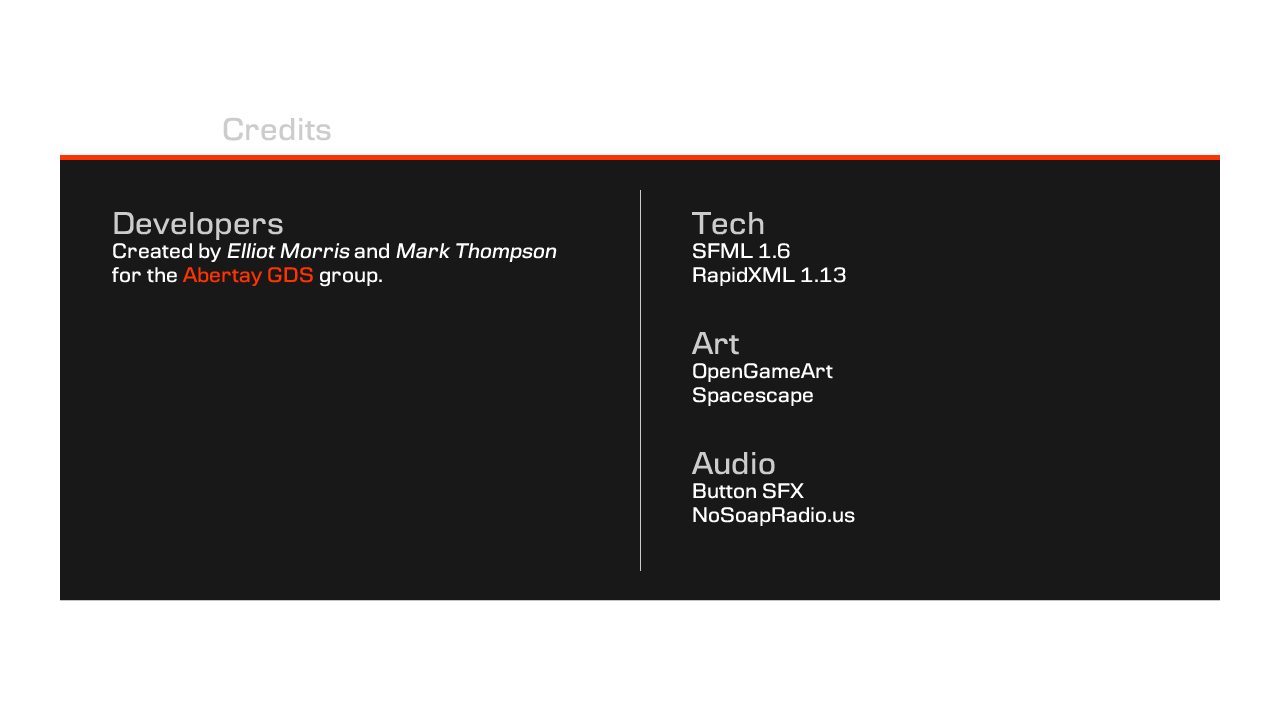 Credits
Developers
Created by Elliot Morris and Mark Thompson
for the Abertay GDS group.
Tech
SFML 1.6
RapidXML 1.13
Art
OpenGameArt
Spacescape
Audio
Button SFX
NoSoapRadio.us